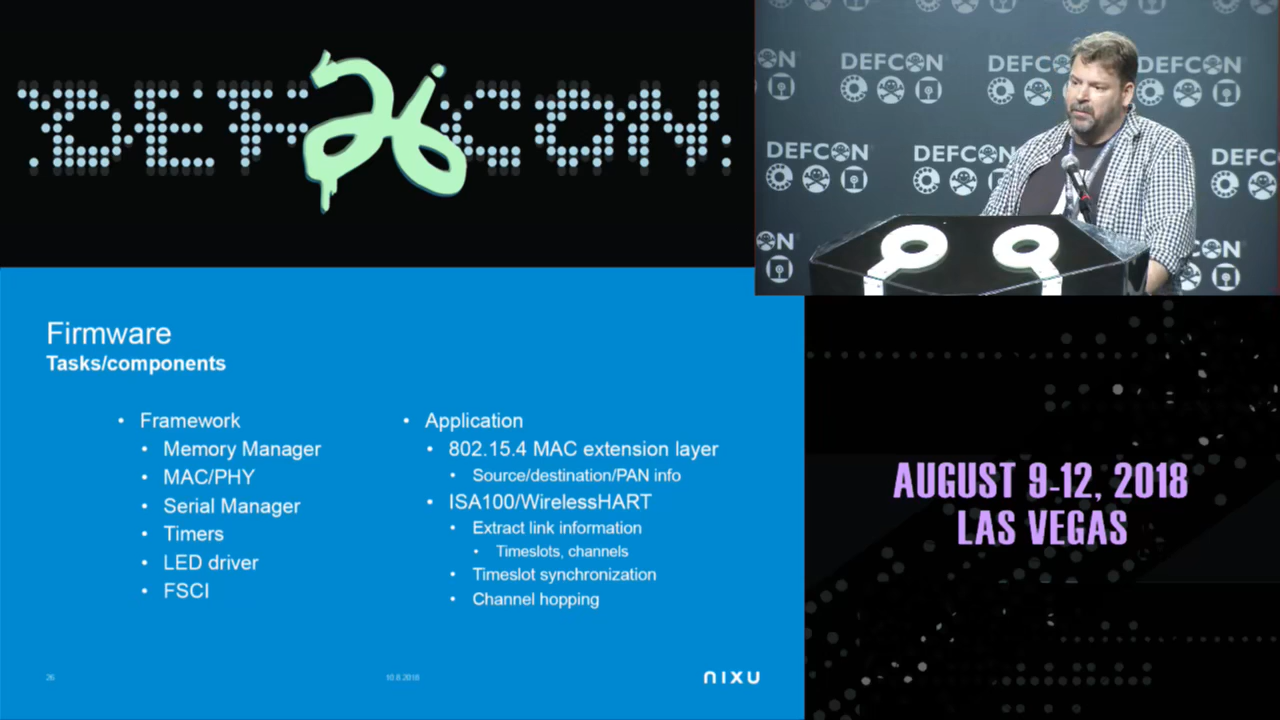 DEFCON
26
DEFCON
DEFCON
DEFCON
DEFCON
DEFCON
DEFC
Firmware
Tasks/components
• Framework
• Memory Manager
• MAC/PHY
• Serial Manager
• Timers
• LED driver
• FSCI
• Application
• 802.15.4 MAC extension layer
• Source/destination/PAN info
• ISA100/WirelessHART
• Extract link information
• Timeslots, channels
• Timeslot synchronization
• Channel hopping
26
10.8.2018
nixu
AUGUST 9-12, 2018
LAS VEGAS